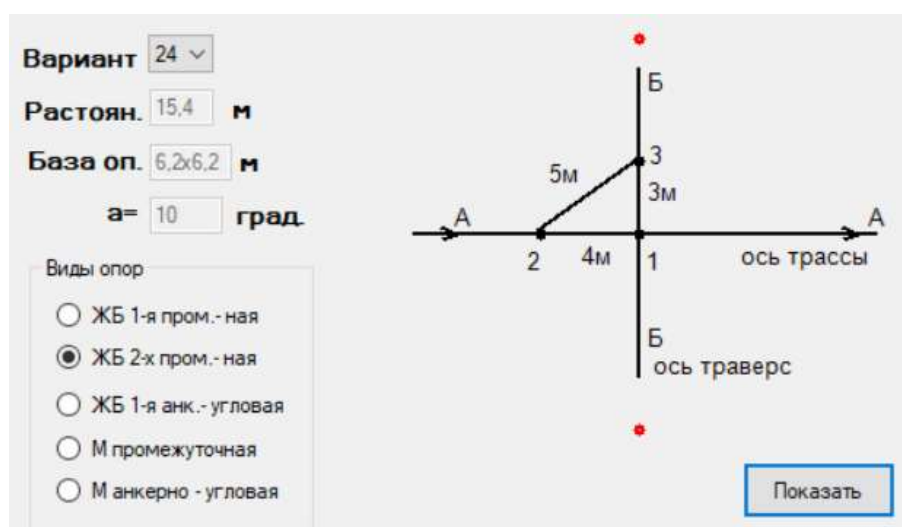 Вариант 24
Растоян. 15,4 м
База оп. 6,2x6,2 м
a= 10 град.
Виды опор
ЖБ 1-я пром.- ная
ЖБ 2-х пром.- ная
ЖБ 1-я анк.- угловая
М промежуточная
М анкерно - угловая
Б
3
5м
3м
А
А
2
4м
1
ось трассы
Б
ось траверс
Показать